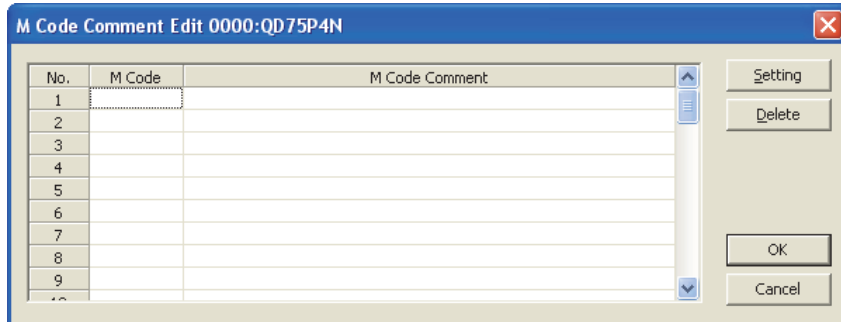 M Code Comment Edit 0000:QD75P4N
No. M Code M Code Comment
Setting
1
2
Delete
3
4
5
6
7
8
OK
9
Cancel